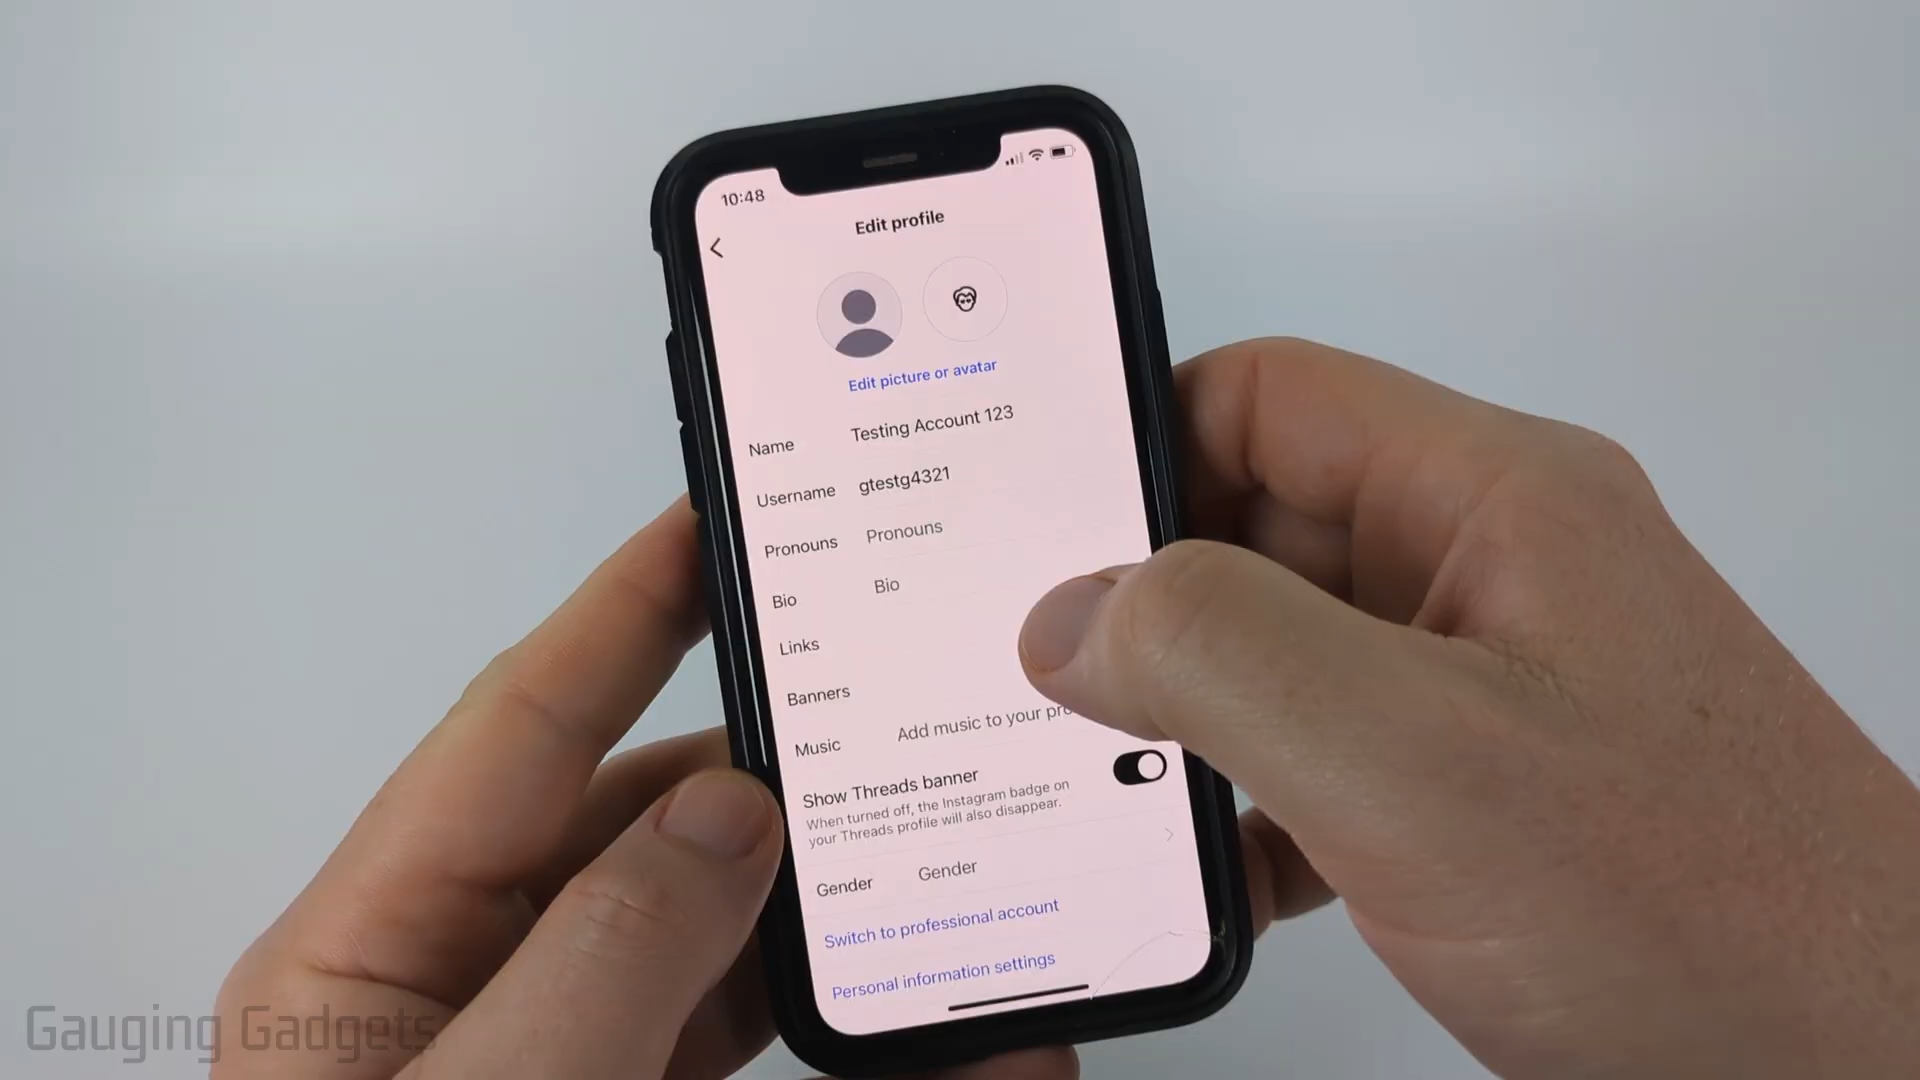 10:48
Edit profile
Edit picture or avatar
Name Testing Account 123
Username gtestg4321
Pronouns Pronouns
Bio Bio
Links
Banners
Music Add music to your
Show Threads banner
When turned off, the Instagram badge on
your Threads profile will also disappear.
Gender Gender
Switch to professional account
Personal information settings
Gauging Gadgets